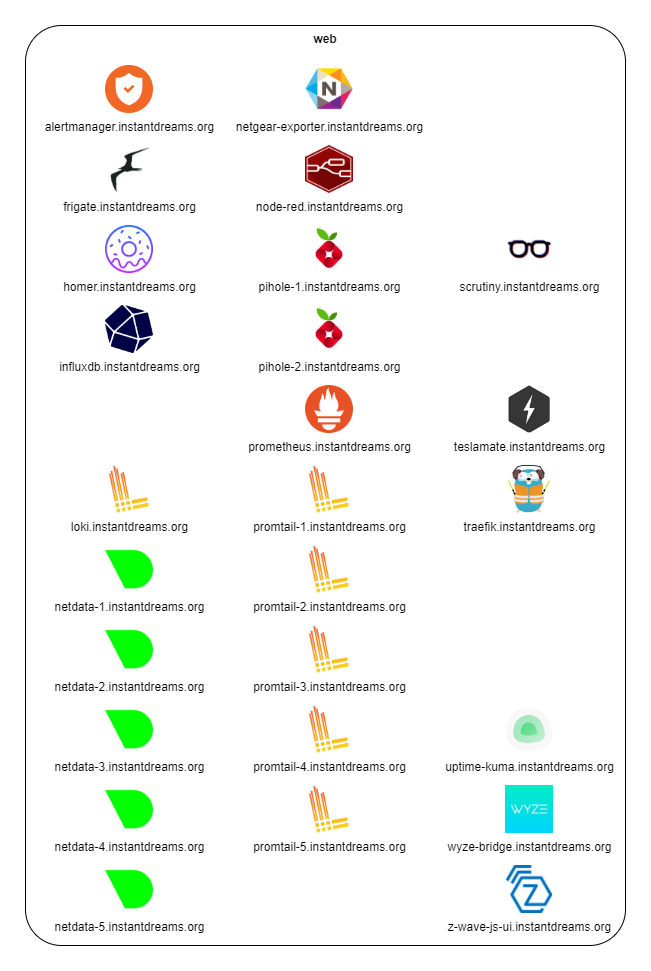 web
alertmanager.instantdreams.org
N
netgear-exporter.instantdreams.org
frigate.instantdreams.org
node-red.instantdreams.org
homer.instantdreams.org
pihole-1.instantdreams.org
scrutiny.instantdreams.org
influxdb.instantdreams.org
pihole-2.instantdreams.org
prometheus.instantdreams.org
teslamate.instantdreams.org
loki.instantdreams.org
promtail-1.instantdreams.org
traefik.instantdreams.org
netdata-1.instantdreams.org
promtail-2.instantdreams.org
netdata-2.instantdreams.org
promtail-3.instantdreams.org
netdata-3.instantdreams.org
promtail-4.instantdreams.org
uptime-kuma.instantdreams.org
WYZE
netdata-4.instantdreams.org
promtail-5.instantdreams.org
wyze-bridge.instantdreams.org
Z
netdata-5.instantdreams.org
z-wave-js-ui.instantdreams.org